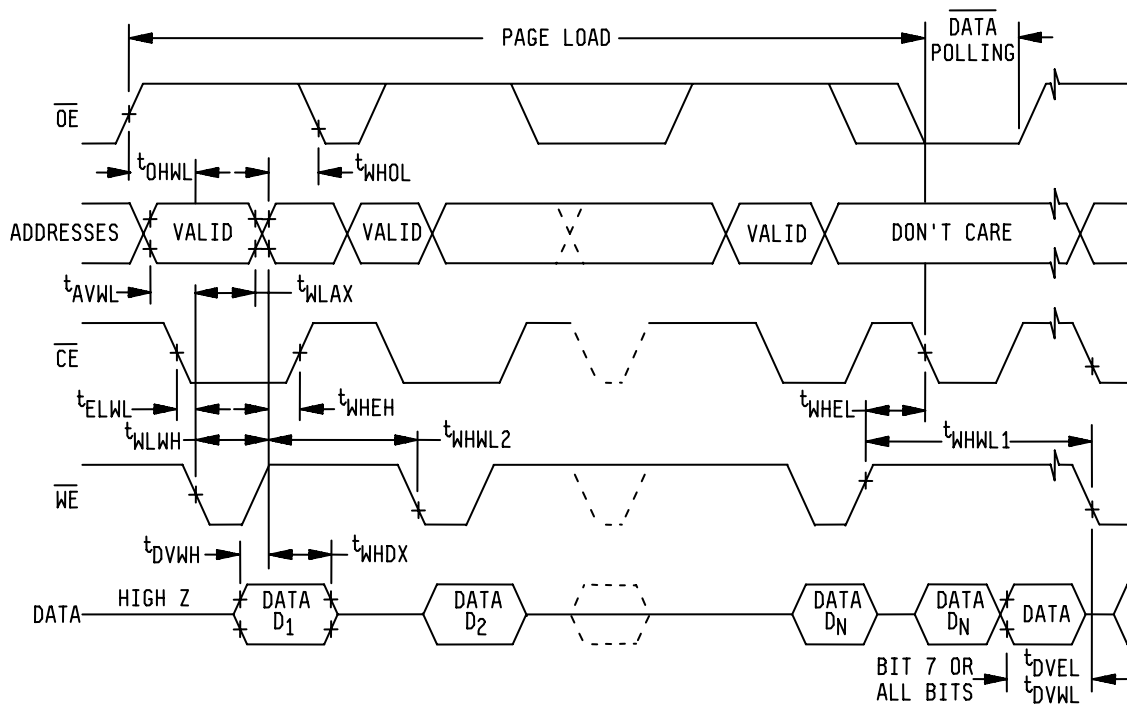 PAGE LOAD
DATA
POLLING
OE
tOHWL
tWHOL
ADDRESSES
VALID
VALID
VALID
DON'T CARE
tAVWL
tWLAX
CE
tELWL
tWHEH
tWHEL
tWLWH
tWHWL2
tWHWL1
WE
tDVWH
tWHDX
DATA
HIGH Z
DATA
D1
DATA
D2
DATA
DN
DATA
DN
DATA
BIT 7 OR
ALL BITS
tDVEL
tDVWL